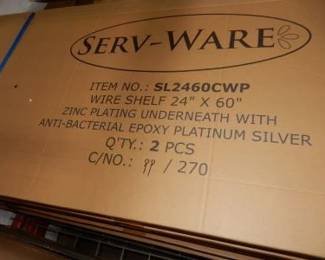 SERV-WARE
ITEM NO.: SL2460CWP
WIRE SHELF 24" X 60"
ZINC PLATING UNDERNEATH WITH
ANTI-BACTERIAL EPOXY PLATINUM SILVER
Q'TY.: 2 PCS
C/NO.: 99 / 270